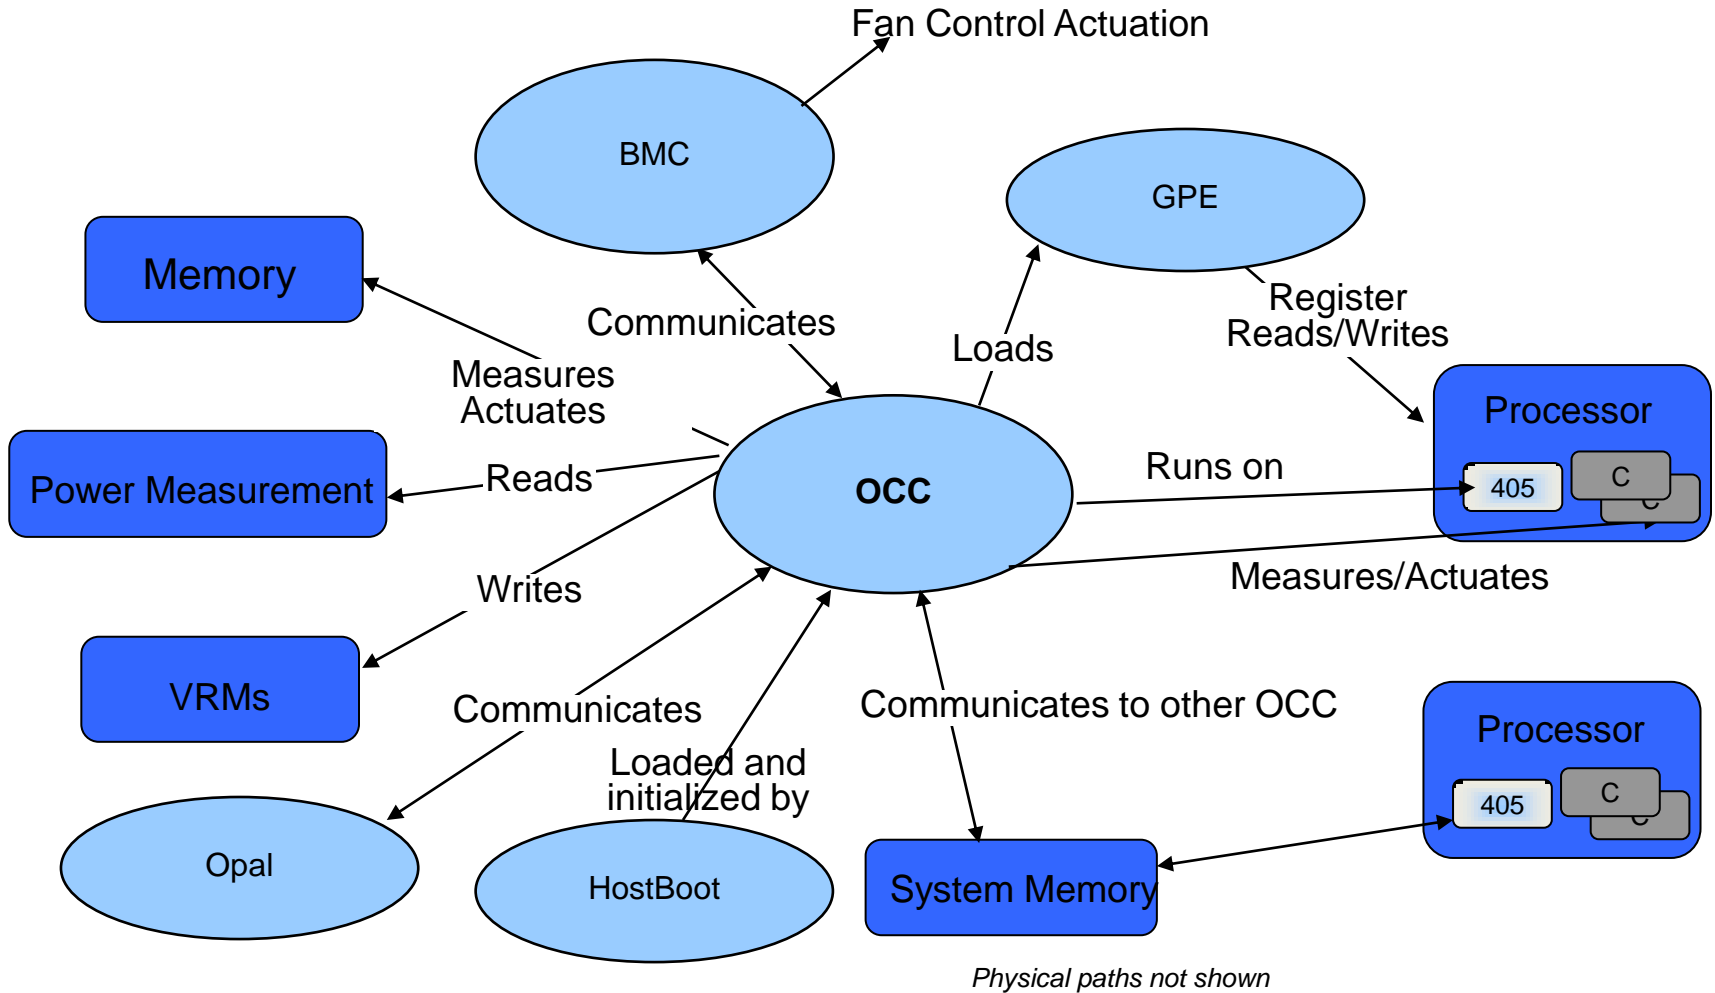 Fan Control Actuation
BMC
GPE
Memory
Register
Reads/Writes
Communicates
Loads
Measures
Actuates
Processor
405
C
C
Power Measurement
Reads
OCC
Runs on
Measures/Actuates
Writes
VRMs
Communicates
Communicates to other OCC
Processor
405
C
C
Loaded and
initialized by
Opal
HostBoot
System Memory
Physical paths not shown